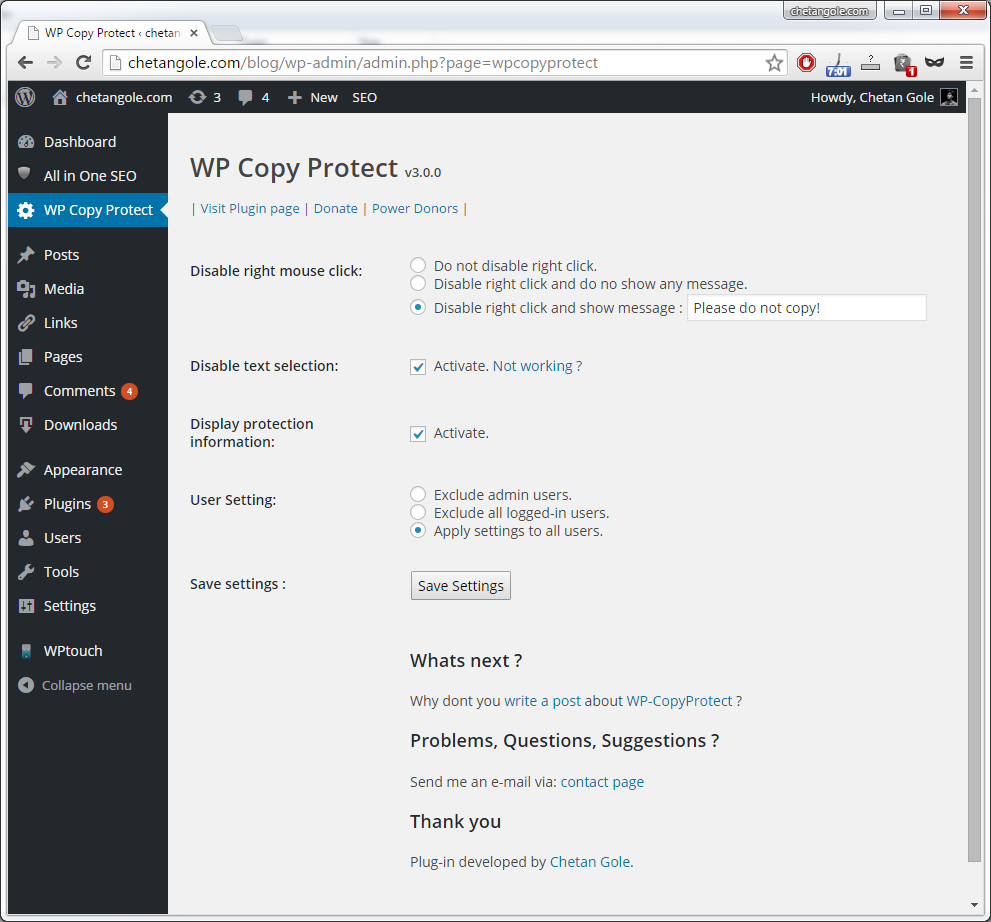 chetangole.com
WP Copy Protect ‹ chetan
chetangole.com/blog/wp-admin/admin.php?page=wpcopyprotect
7:01
?
1
chetangole.com 3 4 New SEO
Howdy, Chetan Gole
Dashboard
All in One SEO
WP Copy Protect
Posts
Media
Links
Pages
Comments 4
Downloads
Appearance
Plugins 3
Users
Tools
Settings
WPtouch
Collapse menu
WP Copy Protect v3.0.0
| Visit Plugin page | Donate | Power Donors |
Disable right mouse click:
Do not disable right click.
Disable right click and do no show any message.
Disable right click and show message : Please do not copy!
Disable text selection:
Activate. Not working ?
Display protection
information:
Activate.
User Setting:
Exclude admin users.
Exclude all logged-in users.
Apply settings to all users.
Save settings :
Save Settings
Whats next ?
Why dont you write a post about WP-CopyProtect ?
Problems, Questions, Suggestions ?
Send me an e-mail via: contact page
Thank you
Plug-in developed by Chetan Gole.